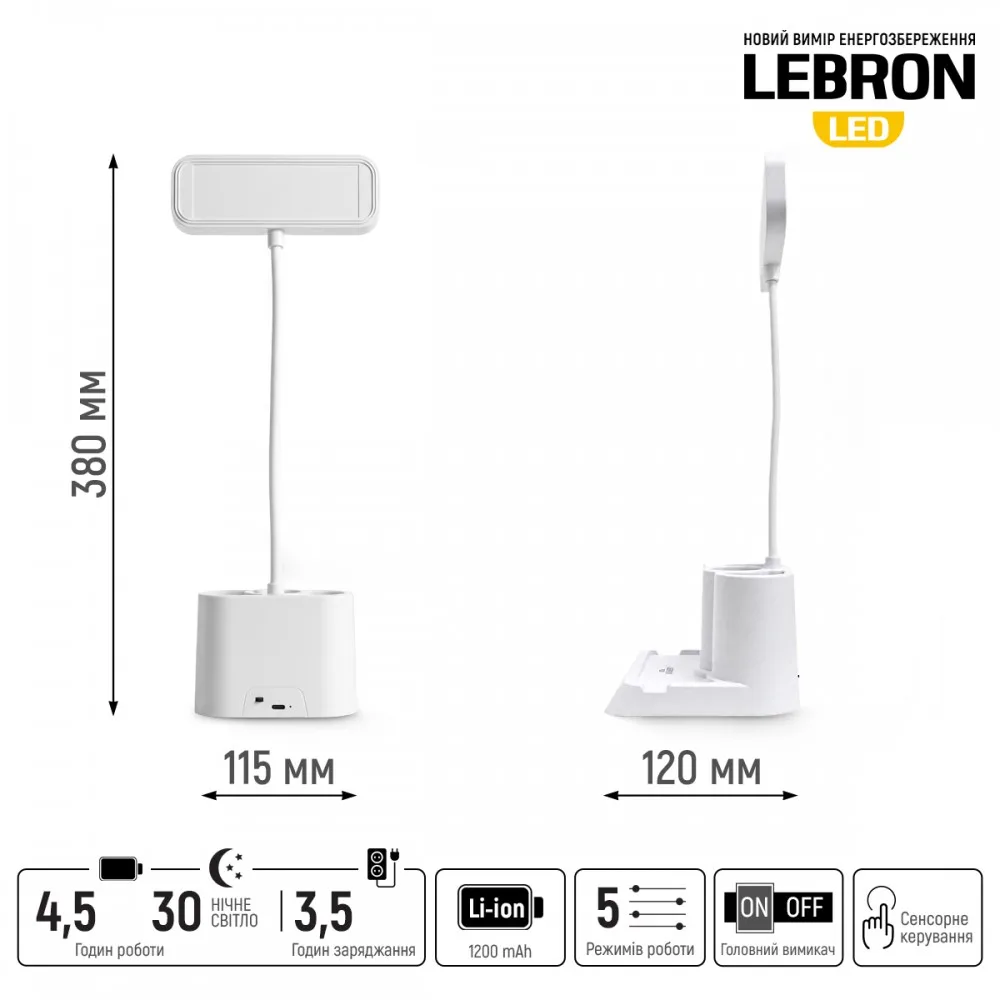 НОВИЙ ВИМІР ЕНЕРГОЗБЕРЕЖЕННЯ
LEBRON
LED
380 мм
115 мм
120 мм
4,5
Годин роботи
30 НІЧНЕ
СВІТЛО
3,5
Годин заряджання
Li-ion
1200 mAh
5
Режимів роботи
ON OFF
Головний вимикач
Сенсорне
керування